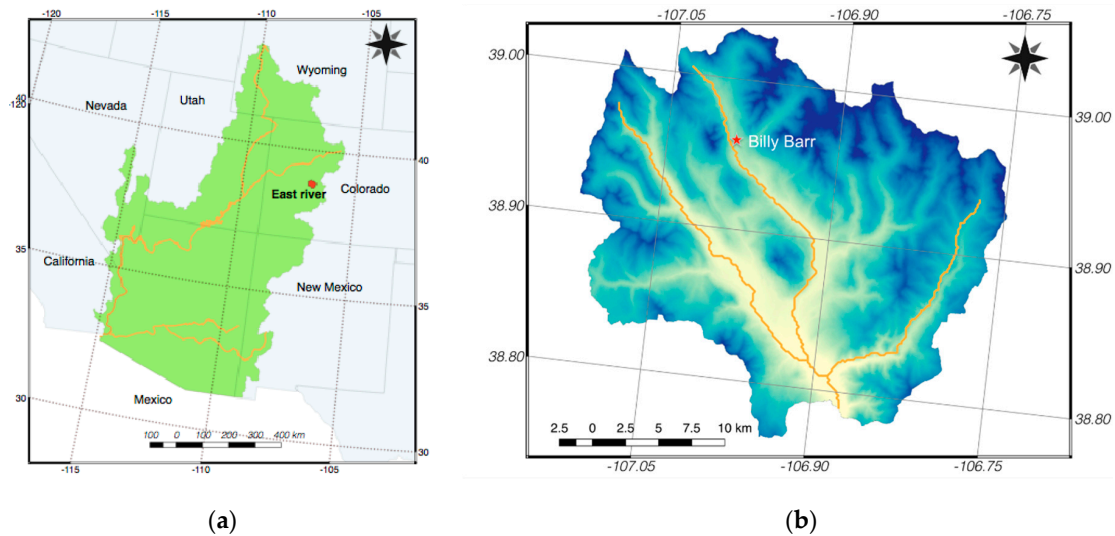 -120
-115
-110
-105
Wyoming
Nevada
Utah
-120
40
40
East river
Colorado
35
California
New Mexico
35
30
Mexico
100 0 100 200 300 400 km
30
-115
-110
-105
(a)
-107.05
-106.90
-106.75
39.00
Billy Barr
39.00
38.90
38.90
38.80
2.5 0 2.5 5 7.5 10 km
38.80
-107.05
-106.90
-106.75
(b)